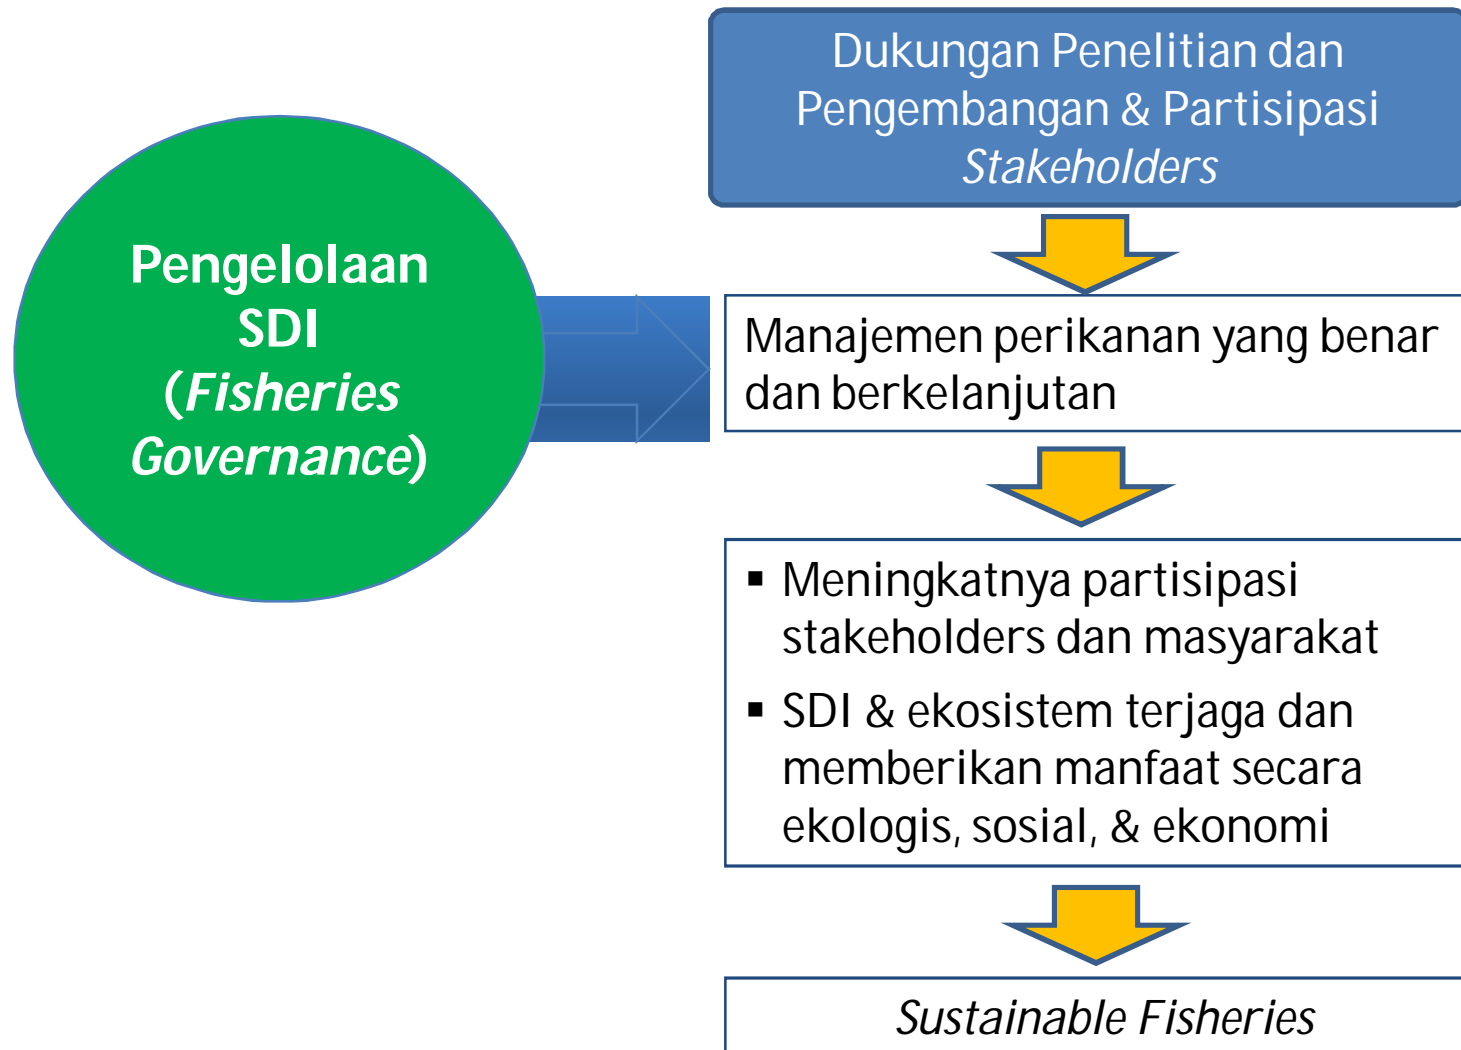 Dukungan Penelitian dan
Pengembangan & Partisipasi
Stakeholders
Pengelolaan
SDI
(Fisheries
Governance)
Manajemen perikanan yang benar
dan berkelanjutan
▪ Meningkatnya partisipasi
stakeholders dan masyarakat
▪ SDI & ekosistem terjaga dan
memberikan manfaat secara
ekologis, sosial, & ekonomi
Sustainable Fisheries